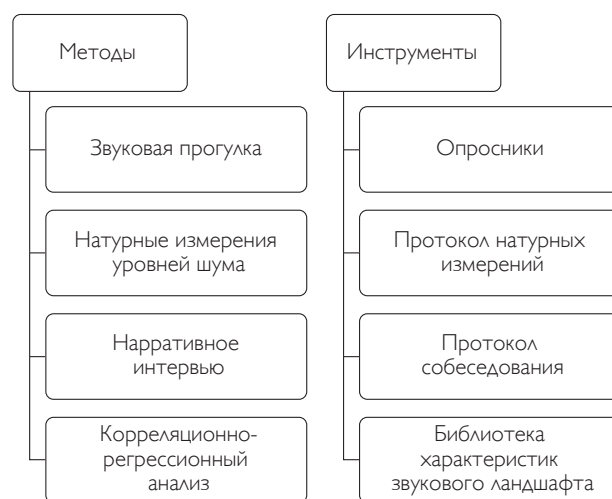 Методы
Звуковая прогулка
Натурные измерения
уровней шума
Нарративное
интервью
Корреляционно-
регрессионный
анализ
Инструменты
Опросники
Протокол натурных
измерений
Протокол
собеседования
Библиотека
характеристик
звукового ландшафта